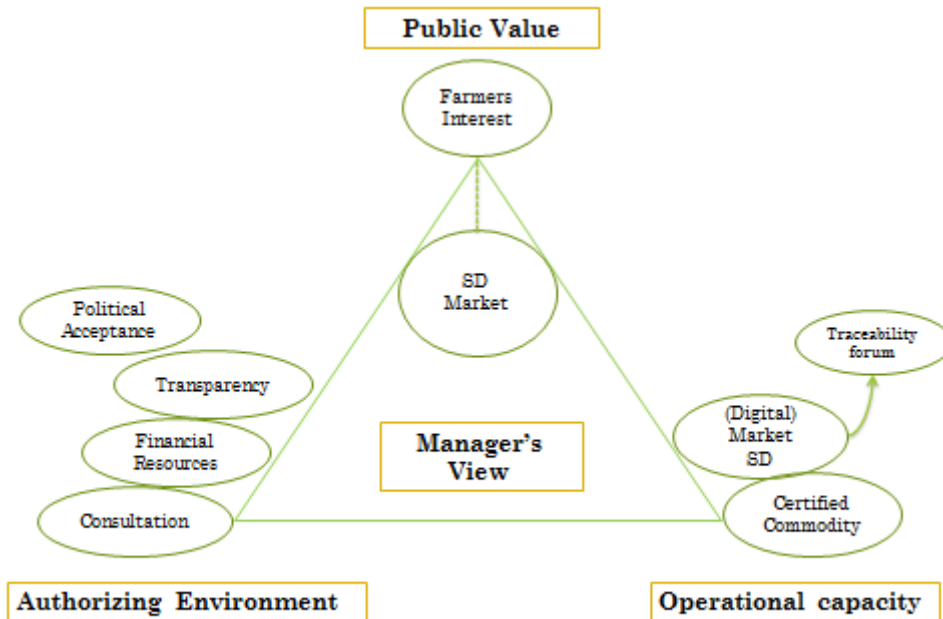 Public Value
Farmers
Interest
SD
Market
Political
Acceptance
Transparency
Financial
Resources
Consultation
Manager's
View
Traceability
forum
(Digital)
Market
SD
Certified
Commodity
Authorizing Environment
Operational capacity